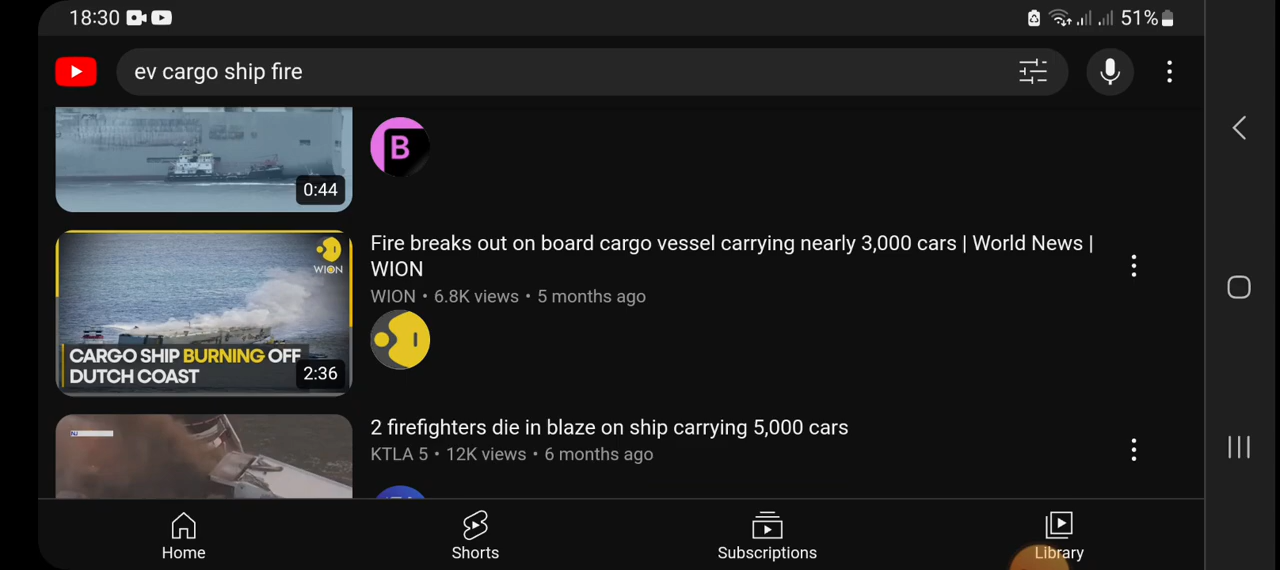 18:30
51%
ev cargo ship fire
B
0:44
Fire breaks out on board cargo vessel carrying nearly 3,000 cars | World News |
WION
WION • 6.8K views • 5 months ago
WION
CARGO SHIP BURNING OFF
DUTCH COAST
2:36
2 firefighters die in blaze on ship carrying 5,000 cars
KTLA 5 • 12K views • 6 months ago
NJ
Home
Shorts
Subscriptions
Library